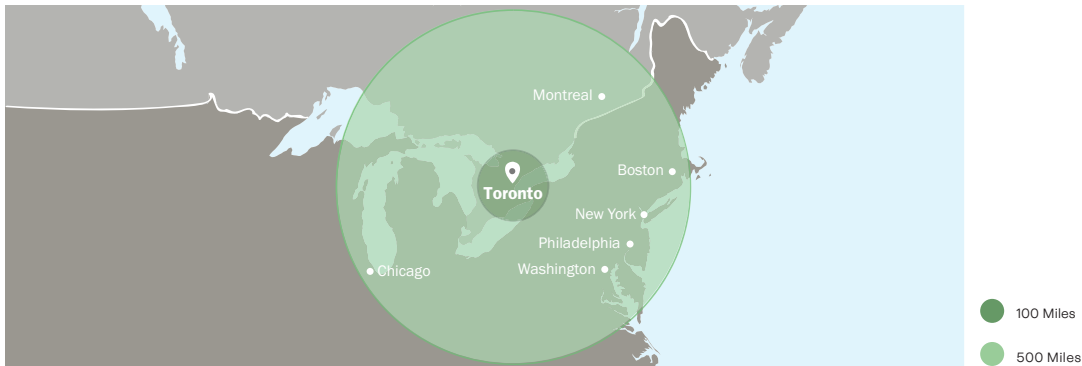 Montreal
Boston
Toronto
New York
Philadelphia
Washington
Chicago
100 Miles
500 Miles